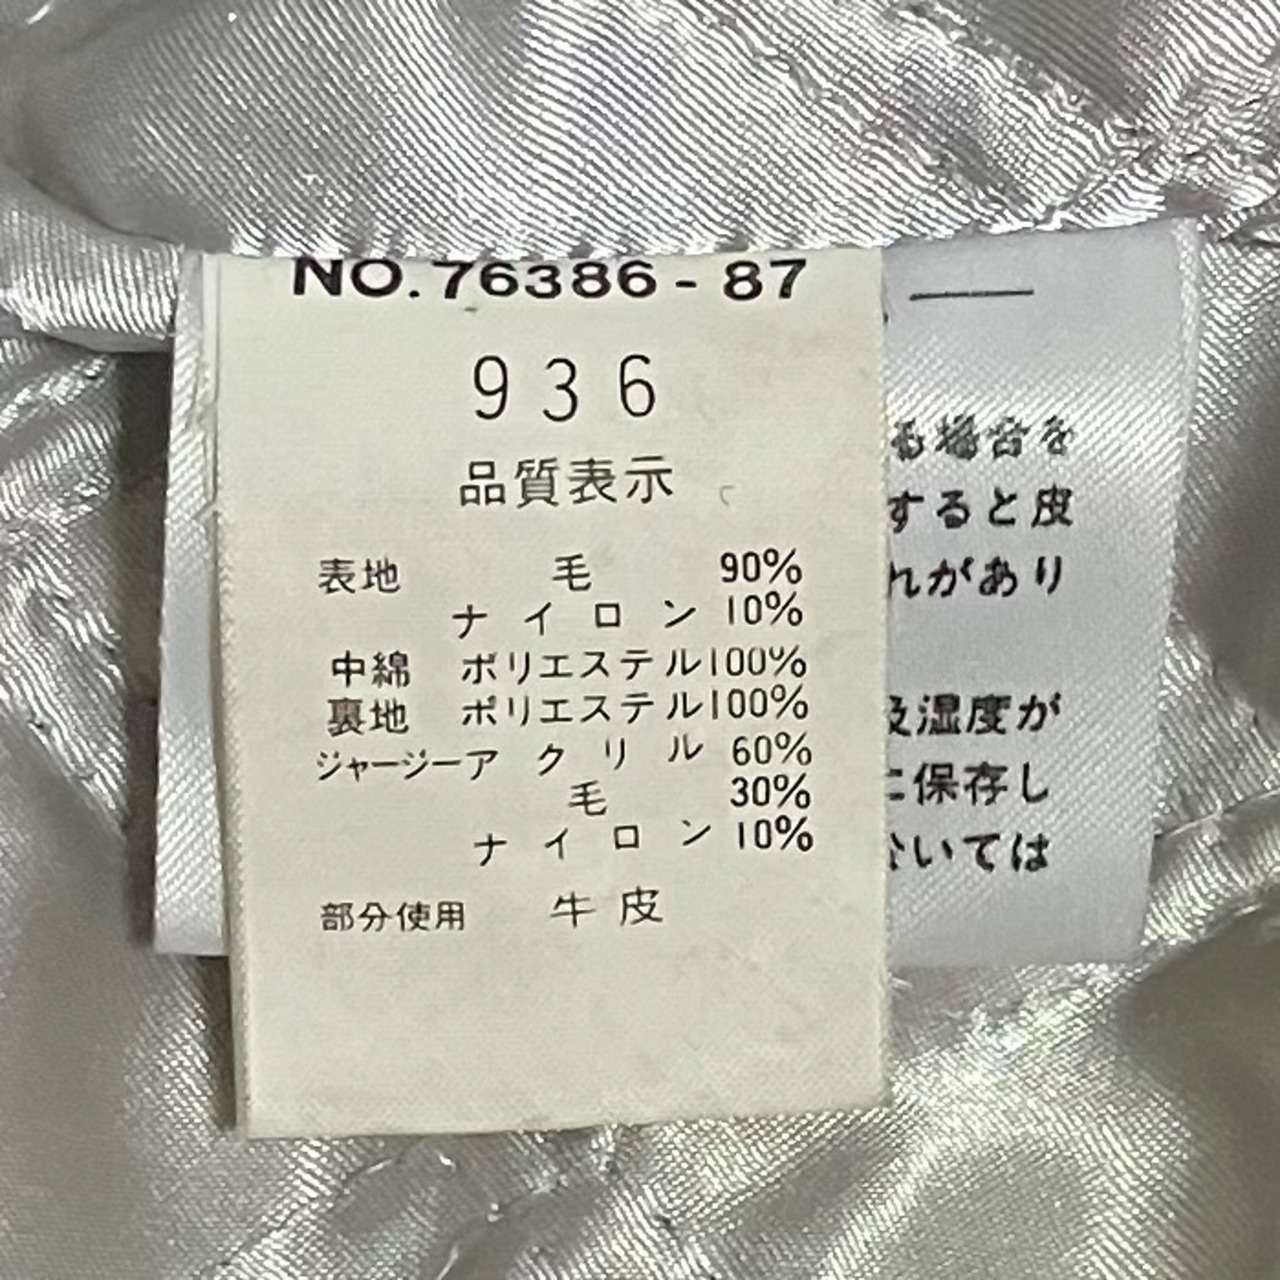 NO.76386-87
936
品質表示
表地 毛 90%
ナイロン 10%
中綿 ポリエステル100%
裏地 ポリエステル100%
ジャージーアクリル 60%
毛 30%
ナイロン 10%
部分使用 牛皮
る場合を
すると皮
れがあり
湿度が
に保存し
いては